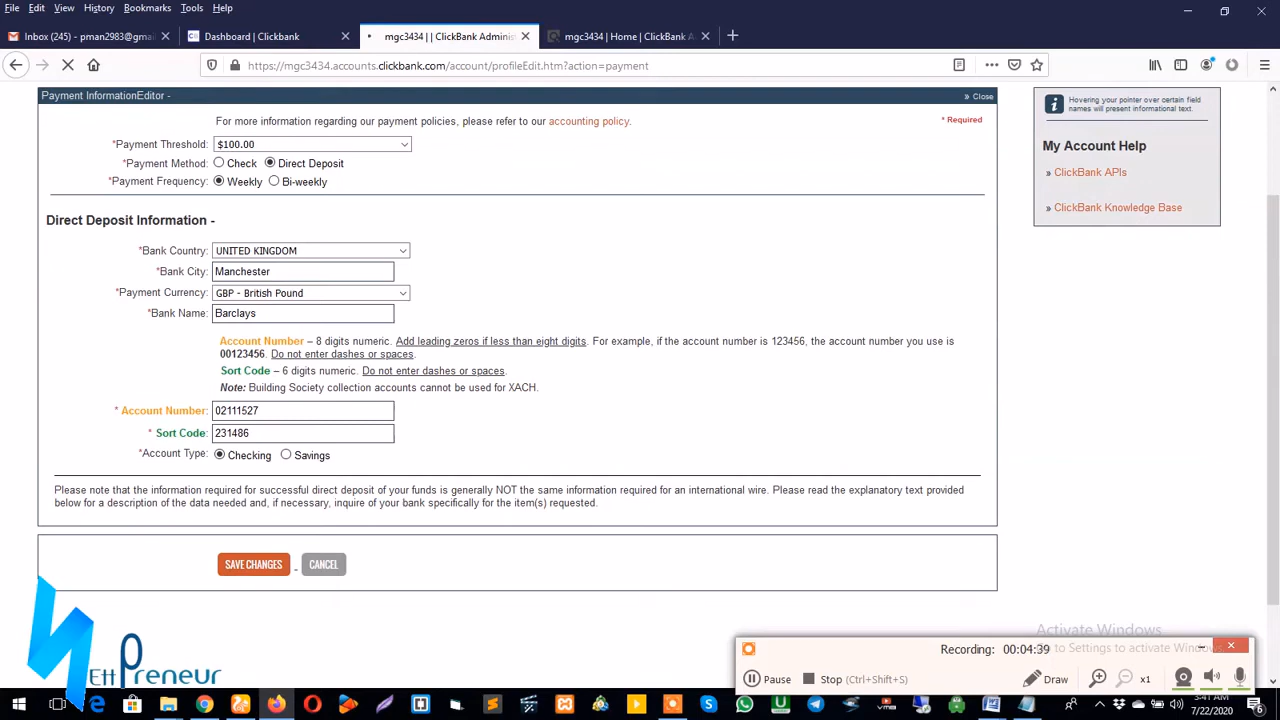 File Edit View History Bookmarks Tools Help
Inbox (245) - pman2983@gmai
Dashboard | Clickbank
mgc3434 | | ClickBank Adminis
mgc3434 | Home | ClickBank A
https://mgc3434.accounts.clickbank.com/account/profileEdit.htm?action=payment
Payment InformationEditor -
» Close
For more information regarding our payment policies, please refer to our accounting policy.
* Required
*Payment Threshold: $100.00
*Payment Method: Check Direct Deposit
*Payment Frequency: Weekly Bi-weekly
Direct Deposit Information -
*Bank Country: UNITED KINGDOM
*Bank City: Manchester
*Payment Currency: GBP - British Pound
*Bank Name: Barclays
Account Number – 8 digits numeric. Add leading zeros if less than eight digits. For example, if the account number is 123456, the account number you use is
00123456. Do not enter dashes or spaces.
Sort Code – 6 digits numeric. Do not enter dashes or spaces.
Note: Building Society collection accounts cannot be used for XACH.
* Account Number: 02111527
* Sort Code: 231486
*Account Type: Checking Savings
Please note that the information required for successful direct deposit of your funds is generally NOT the same information required for an international wire. Please read the explanatory text provided
below for a description of the data needed and, if necessary, inquire of your bank specifically for the item(s) requested.
SAVE CHANGES - CANCEL
Hovering your pointer over certain field
names will present informational text.
My Account Help
» ClickBank APIs
» ClickBank Knowledge Base
Activate Windows
Go to Settings to activate Windows.
Recording: 00:04:39
Pause Stop (Ctrl+Shift+S) Draw x1
Preneur
3:41 AM
7/22/2020
6